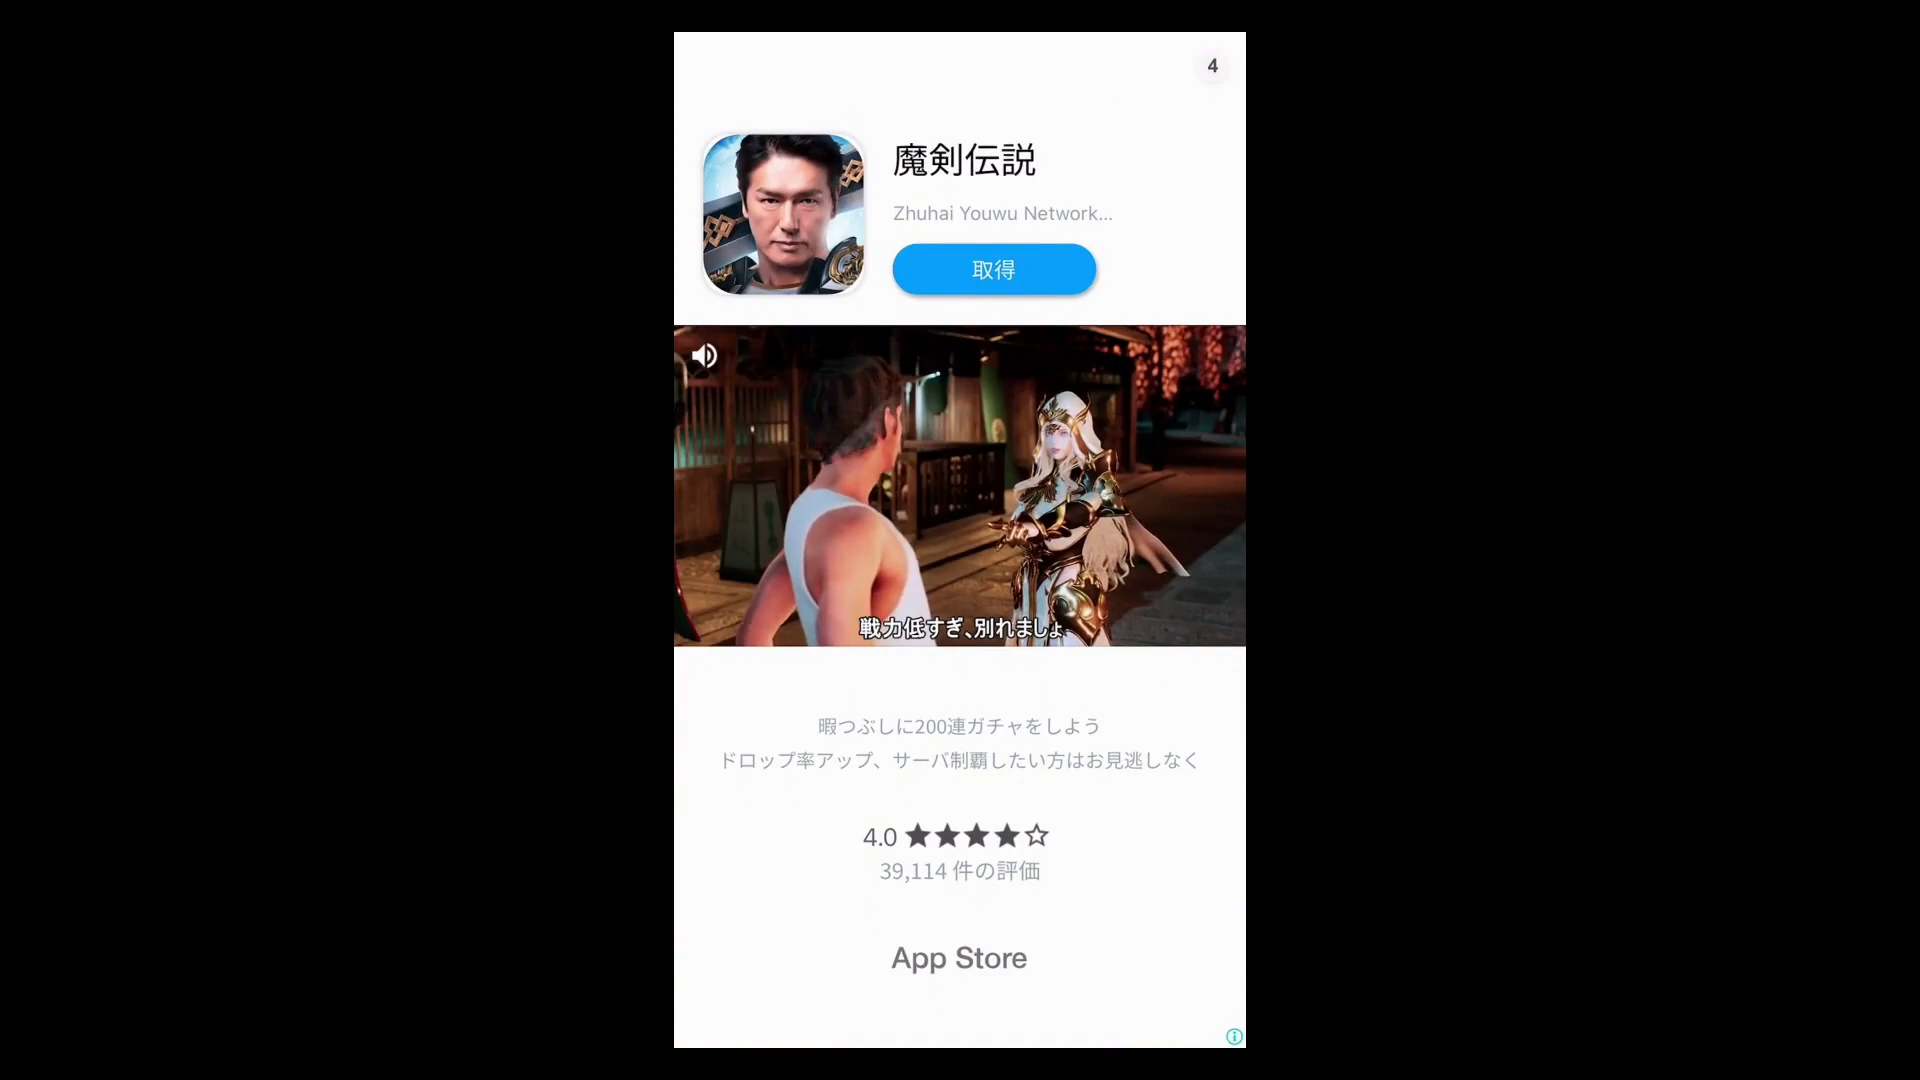 4
魔剣伝説
Zhuhai Youwu Network...
取得
戦力低すぎ、別れましょ
暇つぶしに200連ガチャをしよう
ドロップ率アップ、サーバ制覇したい方はお見逃しなく
4.0 ★★★★☆
39,114 件の評価
App Store